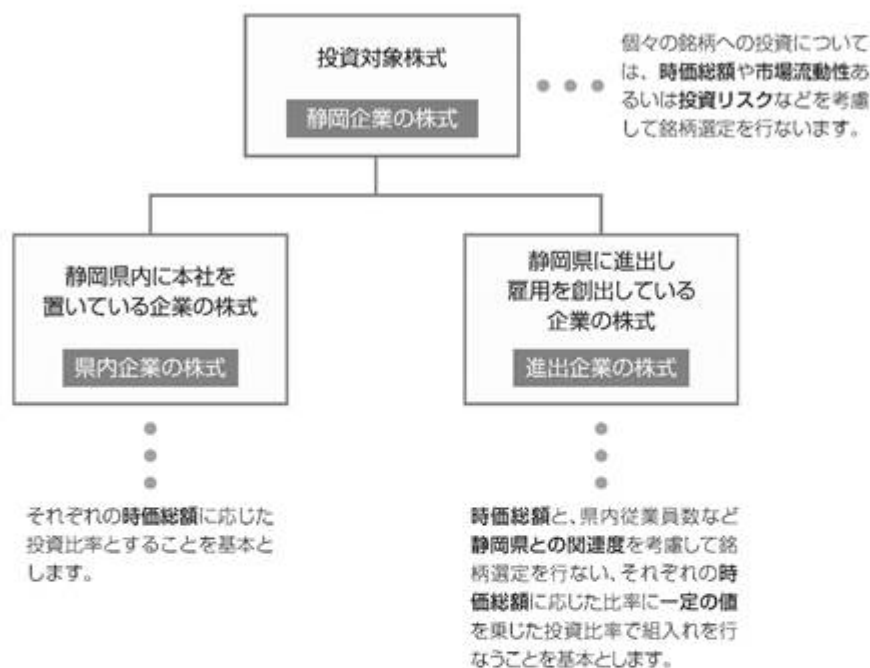 投資対象株式
静岡企業の株式
個々の銘柄への投資について
は、時価総額や市場流動性あ
るいは投資リスクなどを考慮
して銘柄選定を行ないます。
静岡県内に本社を
置いている企業の株式
県内企業の株式
静岡県に進出し
雇用を創出している
企業の株式
進出企業の株式
それぞれの時価総額に応じた
投資比率とすることを基本と
します。
時価総額と、県内従業員数など
静岡県との関連度を考慮して銘
柄選定を行ない、それぞれの時
価総額に応じた比率に一定の値
を乗じた投資比率で組入れを行
なうことを基本とします。